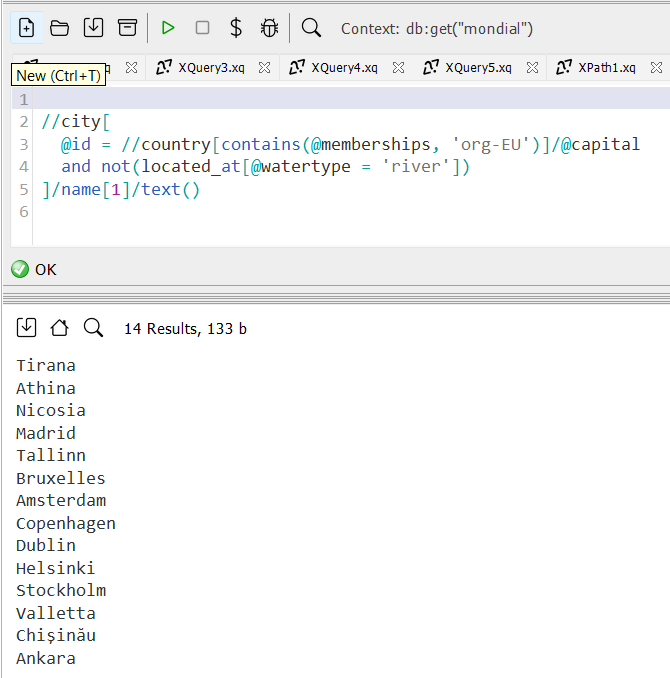 Context: db:get("mondial")
New (Ctrl+T) q XQuery3.xq XQuery4.xq XQuery5.xq XPath1.xq
1
2 //city[
3 @id = //country[contains(@memberships, 'org-EU')]/@capital
4 and not(located_at[@watertype = 'river'])
5 ]/name[1]/text()
6
OK
14 Results, 133 b
Tirana
Athina
Nicosia
Madrid
Tallinn
Bruxelles
Amsterdam
Copenhagen
Dublin
Helsinki
Stockholm
Valletta
Chişinău
Ankara